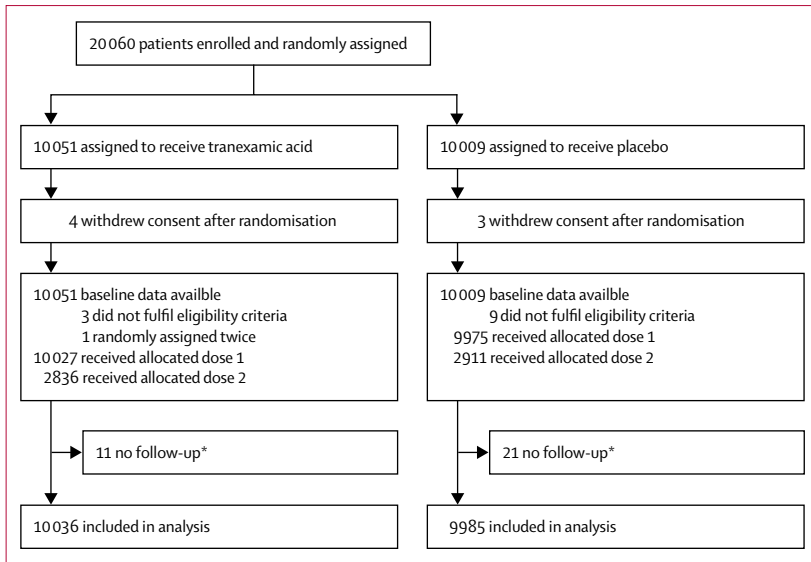 20 060 patients enrolled and randomly assigned
10 051 assigned to receive tranexamic acid
4 withdrew consent after randomisation
10 051 baseline data availble
3 did not fulfil eligibility criteria
1 randomly assigned twice
10 027 received allocated dose 1
2836 received allocated dose 2
11 no follow-up*
10 036 included in analysis
10 009 assigned to receive placebo
3 withdrew consent after randomisation
10 009 baseline data availble
9 did not fulfil eligibility criteria
9975 received allocated dose 1
2911 received allocated dose 2
21 no follow-up*
9985 included in analysis